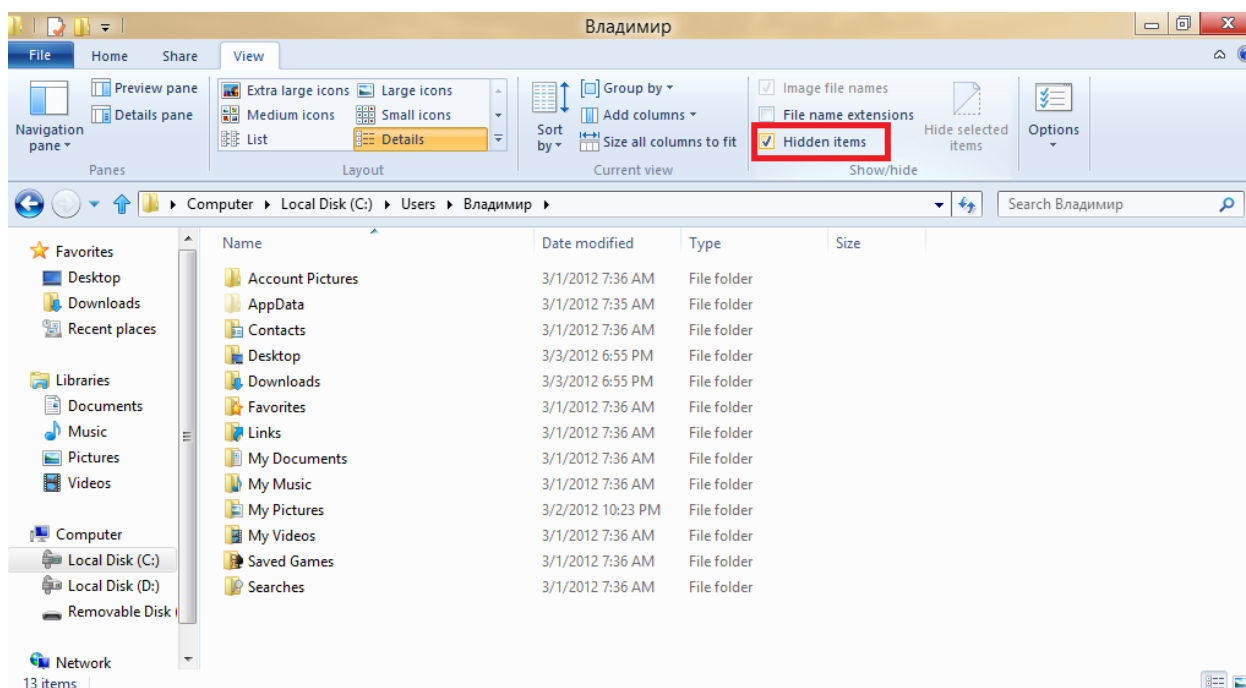 Владимир
File Home Share View
Navigation pane
Preview pane
Details pane
Panes
Extra large icons Large icons
Medium icons Small icons
List Details
Layout
Sort by
Group by
Add columns
Size all columns to fit
Current view
Image file names
File name extensions
Hidden items
Hide selected items
Show/hide
Options
Computer Local Disk (C:) Users Владимир
Search Владимир
Favorites
Desktop
Downloads
Recent places
Libraries
Documents
Music
Pictures
Videos
Computer
Local Disk (C:)
Local Disk (D:)
Removable Disk (
Network
Name Date modified Type Size
Account Pictures 3/1/2012 7:36 AM File folder
AppData 3/1/2012 7:35 AM File folder
Contacts 3/1/2012 7:36 AM File folder
Desktop 3/3/2012 6:55 PM File folder
Downloads 3/3/2012 6:55 PM File folder
Favorites 3/1/2012 7:36 AM File folder
Links 3/1/2012 7:36 AM File folder
My Documents 3/1/2012 7:36 AM File folder
My Music 3/1/2012 7:36 AM File folder
My Pictures 3/2/2012 10:23 PM File folder
My Videos 3/1/2012 7:36 AM File folder
Saved Games 3/1/2012 7:36 AM File folder
Searches 3/1/2012 7:36 AM File folder
13 items